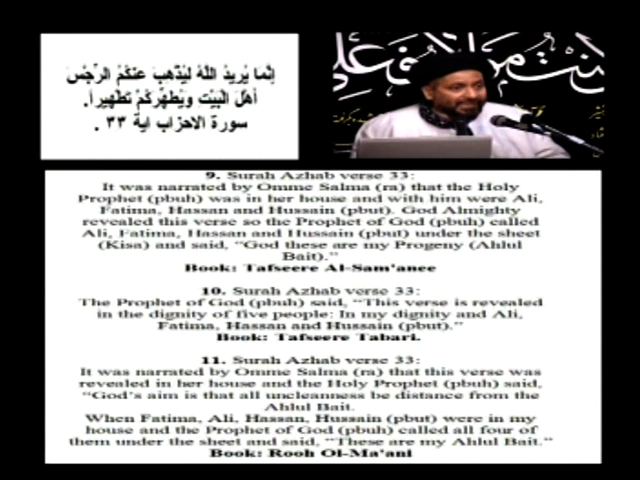 إِنَّمَا يُرِيدُ اللَّهُ لِيُذْهِبَ عَنكُمُ الرِّجْسَ
أَهْلَ الْبَيْتِ وَيُطَهِّرَكُمْ تَطْهِيراً.
سورة الاحزاب اية ٣٣ .
9. Surah Azhab verse 33:
It was narrated by Omme Salma (ra) that the Holy
Prophet (pbuh) was in her house and with him were Ali,
Fatima, Hassan and Hussain (pbut). God Almighty
revealed this verse so the Prophet of God (pbuh) called
Ali, Fatima, Hassan and Hussain (pbut) under the sheet
(Kisa) and said, "God these are my Progeny (Ahlul
Bait)."
Book: Tafseere Al-Sam'anee
10. Surah Azhab verse 33:
The Prophet of God (pbuh) said, "This verse is revealed
in the dignity of five people: In my dignity and Ali,
Fatima, Hassan and Hussain (pbut)."
Book: Tafseere Tabari.
11. Surah Azhab verse 33:
It was narrated by Omme Salma (ra) that this verse was
revealed in her house and the Holy Prophet (pbuh) said,
"God's aim is that all uncleanness be distance from the
Ahlul Bait.
When Fatima, Ali, Hassan, Hussain (pbut) were in my
house and the Prophet of God (pbuh) called all four of
them under the sheet and said, "These are my Ahlul Bait."
Book: Rooh Ol-Ma'ani